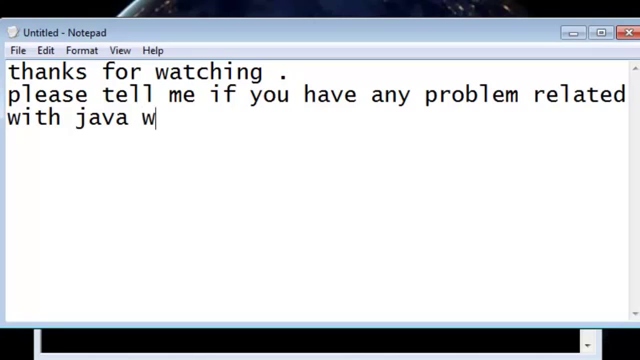 Untitled - Notepad
File Edit Format View Help
thanks for watching .
please tell me if you have any problem related
with java w